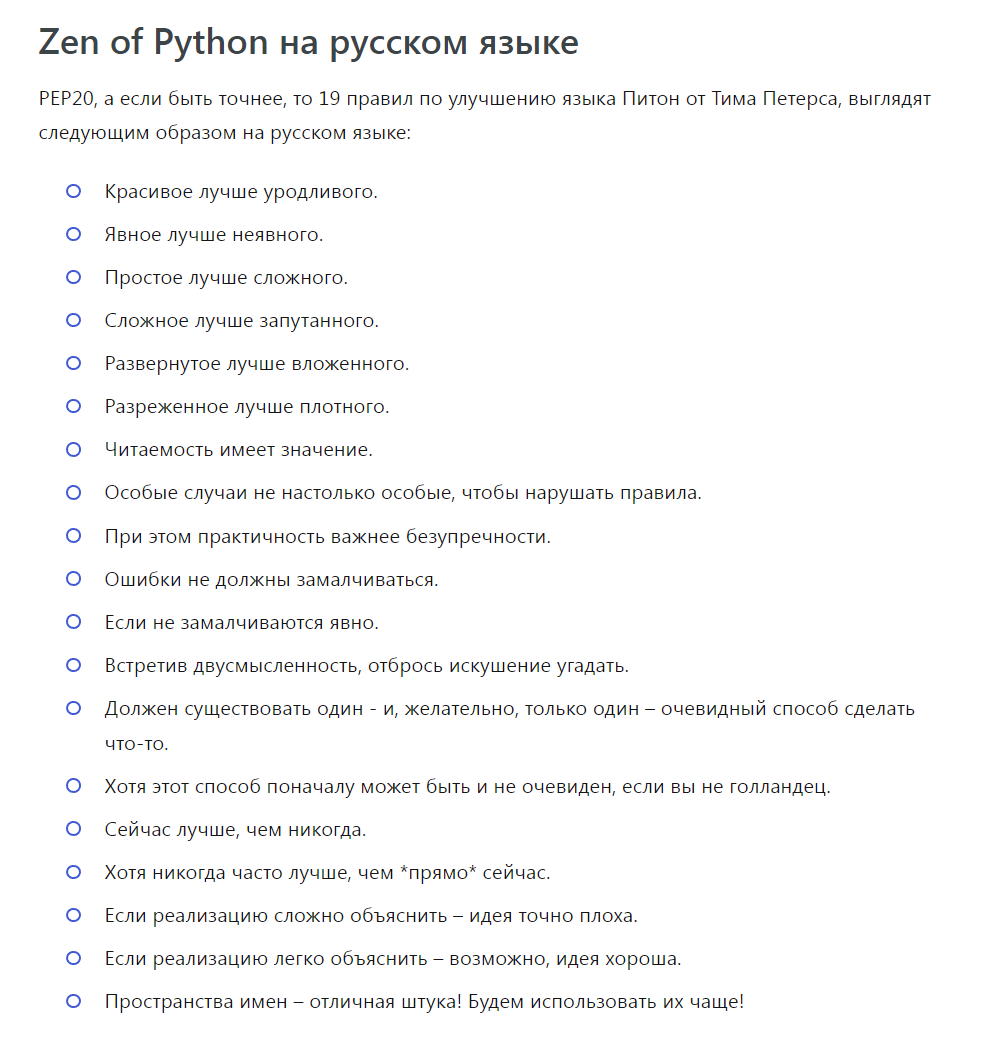 Zen of Python на русском языке
PEP20, а если быть точнее, то 19 правил по улучшению языка Питон от Тима Петерса, выглядят
следующим образом на русском языке:
Красивое лучше уродливого.
Явное лучше неявного.
Простое лучше сложного.
Сложное лучше запутанного.
Развернутое лучше вложенного.
Разреженное лучше плотного.
Читаемость имеет значение.
Особые случаи не настолько особые, чтобы нарушать правила.
При этом практичность важнее безупречности.
Ошибки не должны замалчиваться.
Если не замалчиваются явно.
Встретив двусмысленность, отбрось искушение угадать.
Должен существовать один - и, желательно, только один – очевидный способ сделать
что-то.
Хотя этот способ поначалу может быть и не очевиден, если вы не голландец.
Сейчас лучше, чем никогда.
Хотя никогда часто лучше, чем *прямо* сейчас.
Если реализацию сложно объяснить – идея точно плоха.
Если реализацию легко объяснить – возможно, идея хороша.
Пространства имен – отличная штука! Будем использовать их чаще!